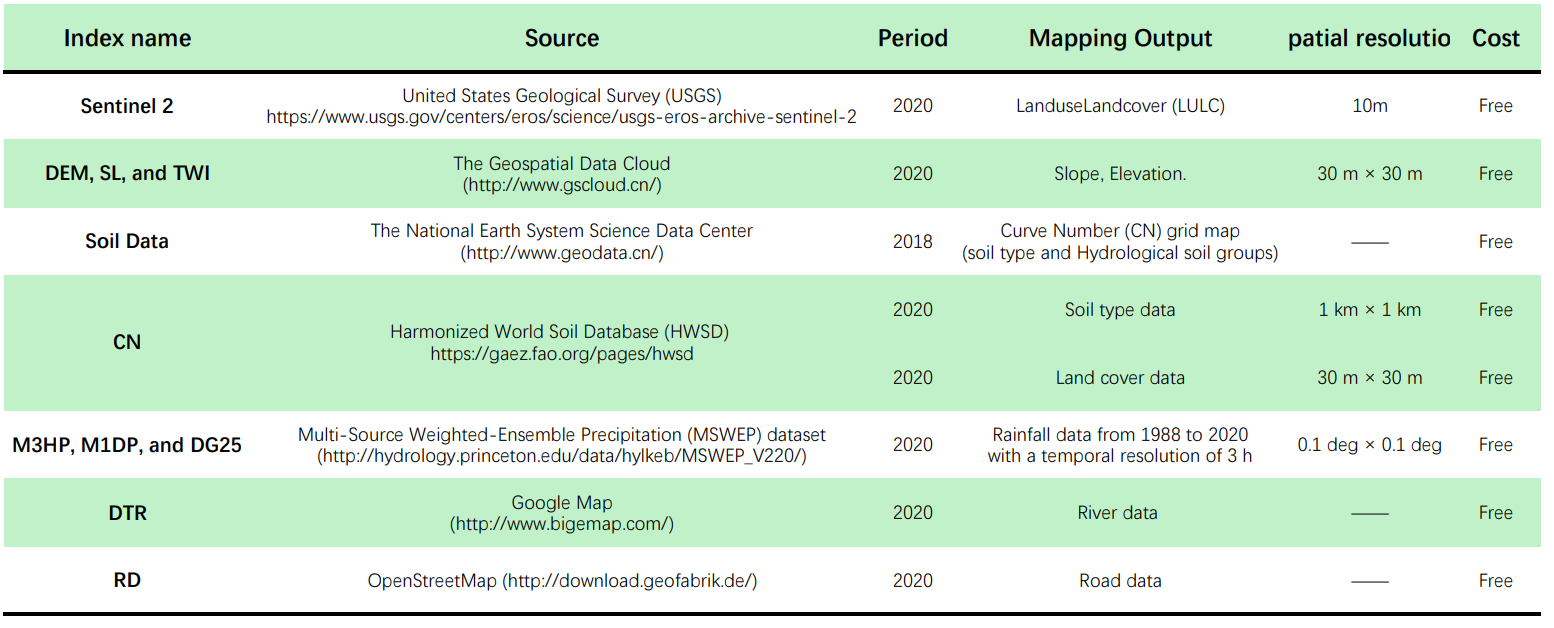 Index name Source Period Mapping Output patial resolutio Cost
Sentinel 2 United States Geological Survey (USGS) 2020 LanduseLandcover (LULC) 10m Free
https://www.usgs.gov/centers/eros/science/usgs-eros-archive-sentinel-2
DEM, SL, and TWI The Geospatial Data Cloud 2020 Slope, Elevation. 30 m × 30 m Free
(http://www.gscloud.cn/)
Soil Data The National Earth System Science Data Center 2018 Curve Number (CN) grid map —— Free
(http://www.geodata.cn/) (soil type and Hydrological soil groups)
CN Harmonized World Soil Database (HWSD) 2020 Soil type data 1 km × 1 km Free
https://gaez.fao.org/pages/hwsd 2020 Land cover data 30 m × 30 m Free
M3HP, M1DP, and DG25 Multi-Source Weighted-Ensemble Precipitation (MSWEP) dataset 2020 Rainfall data from 1988 to 2020 0.1 deg × 0.1 deg Free
(http://hydrology.princeton.edu/data/hylkeb/MSWEP_V220/) with a temporal resolution of 3 h
DTR Google Map 2020 River data —— Free
(http://www.bigemap.com/)
RD OpenStreetMap (http://download.geofabrik.de/) 2020 Road data —— Free